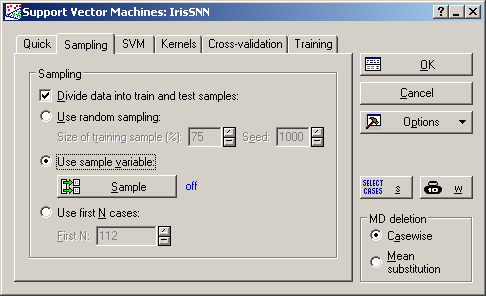 Support Vector Machines: IrisSNN
Quick Sampling SVM Kernels Cross-validation Training
Sampling
Divide data into train and test samples:
Use random sampling:
Size of training sample (%): 75 Seed: 1000
Use sample variable:
Sample off
Use first N cases:
First N: 112
OK
Cancel
Options
SELECT CASES S W
MD deletion
Casewise
Mean
substitution